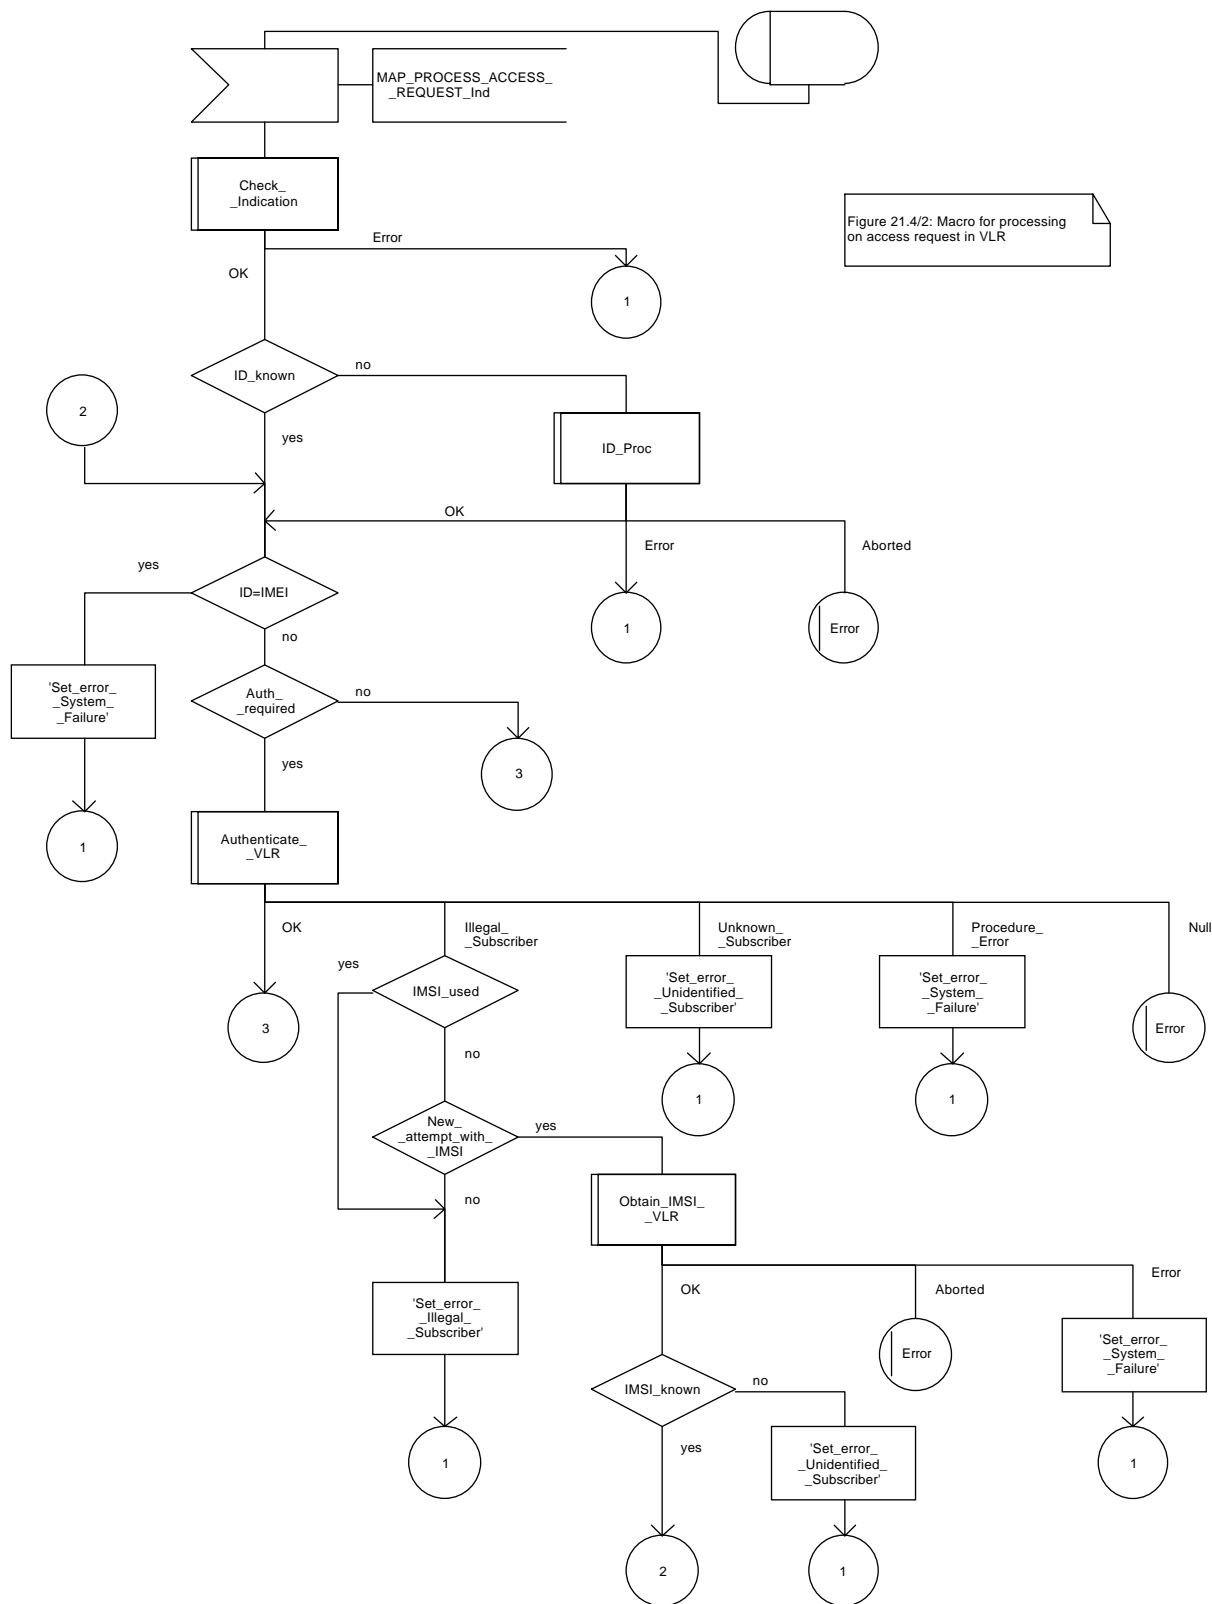 MAP_PROCESS_ACCESS_
_REQUEST_Ind
Check_
_Indication
Figure 21.4/2: Macro for processing
on access request in VLR
Error
OK
1
ID_known
no
2
yes
ID_Proc
OK
Error
Aborted
yes
ID=IMEI
1
Error
no
'Set_error_
_System_
_Failure'
Auth_
_required
no
yes
3
1
Authenticate_
_VLR
OK
Illegal_
_Subscriber
Unknown_
_Subscriber
Procedure_
_Error
Null
yes
IMSI_used
'Set_error_
_Unidentified_
_Subscriber'
'Set_error_
_System_
_Failure'
3
Error
no
1
1
New_
_attempt_with_
_IMSI
yes
no
Obtain_IMSI_
_VLR
OK
Aborted
Error
'Set_error_
_Illegal_
_Subscriber'
Error
'Set_error_
_System_
_Failure'
IMSI_known
no
yes
'Set_error_
_Unidentified_
_Subscriber'
1
1
2
1